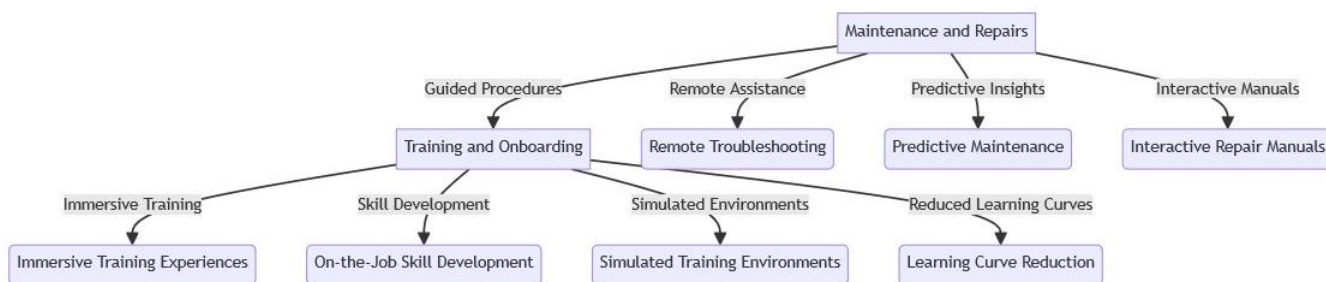 Maintenance and Repairs
Guided Procedures
Remote Assistance
Predictive Insights
Interactive Manuals
Training and Onboarding
Remote Troubleshooting
Predictive Maintenance
Interactive Repair Manuals
Immersive Training
Skill Development
Simulated Environments
Reduced Learning Curves
Immersive Training Experiences
On-the-Job Skill Development
Simulated Training Environments
Learning Curve Reduction